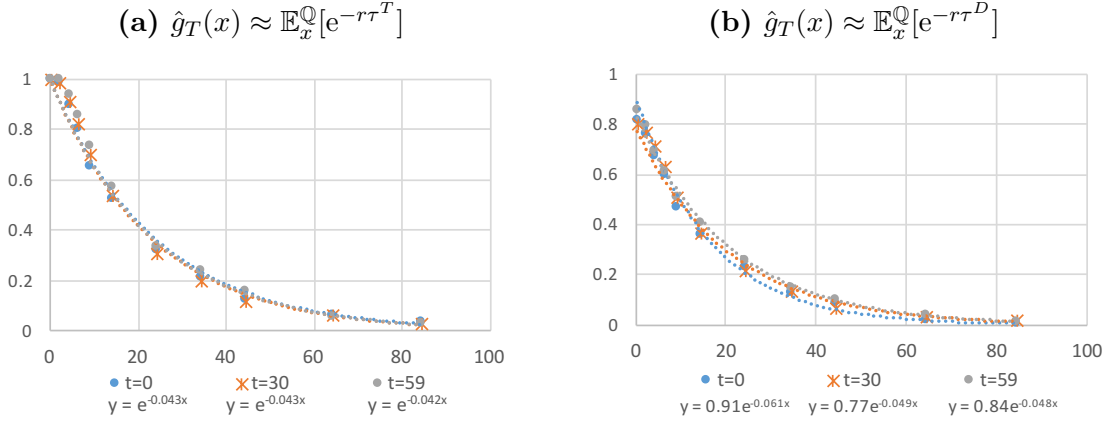 (a) ĝ_T(x) ≈ 𝔼_x^ℚ[e^{-rτ^T}]
1
0.8
0.6
0.4
0.2
0
0 20 40 60 80 100
t=0 t=30 t=59
y = e^{-0.043x} y = e^{-0.043x} y = e^{-0.042x}
(b) ĝ_T(x) ≈ 𝔼_x^ℚ[e^{-rτ^D}]
1
0.8
0.6
0.4
0.2
0
0 20 40 60 80 100
t=0 t=30 t=59
y = 0.91e^{-0.061x} y = 0.77e^{-0.049x} y = 0.84e^{-0.048x}